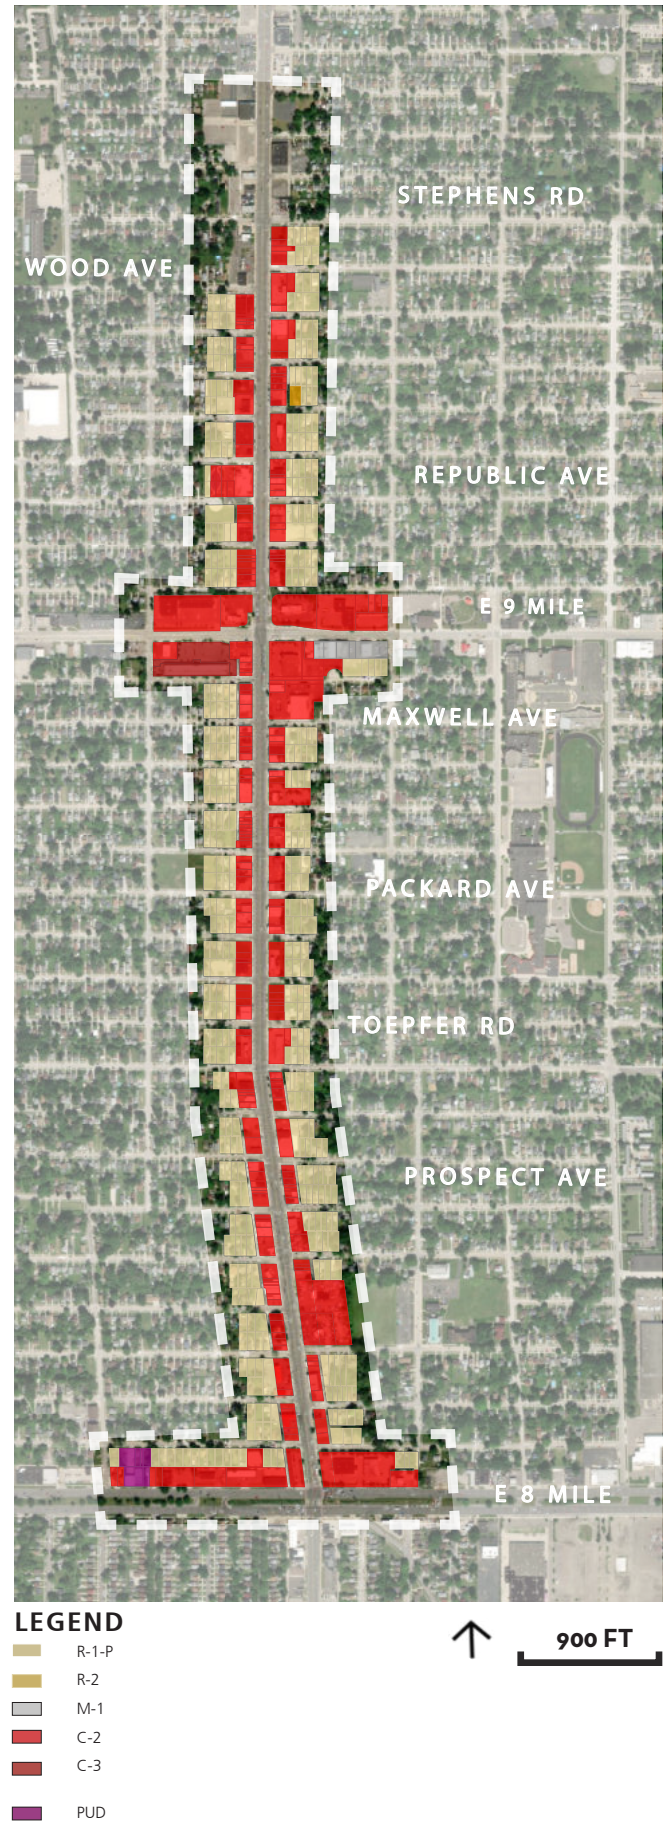 STEPHENS RD
WOOD AVE
REPUBLIC AVE
E 9 MILE
MAXWELL AVE
PACKARD AVE
TOEPFER RD
PROSPECT AVE
E 8 MILE
LEGEND
R-1-P
R-2
M-1
C-2
C-3
PUD
900 FT